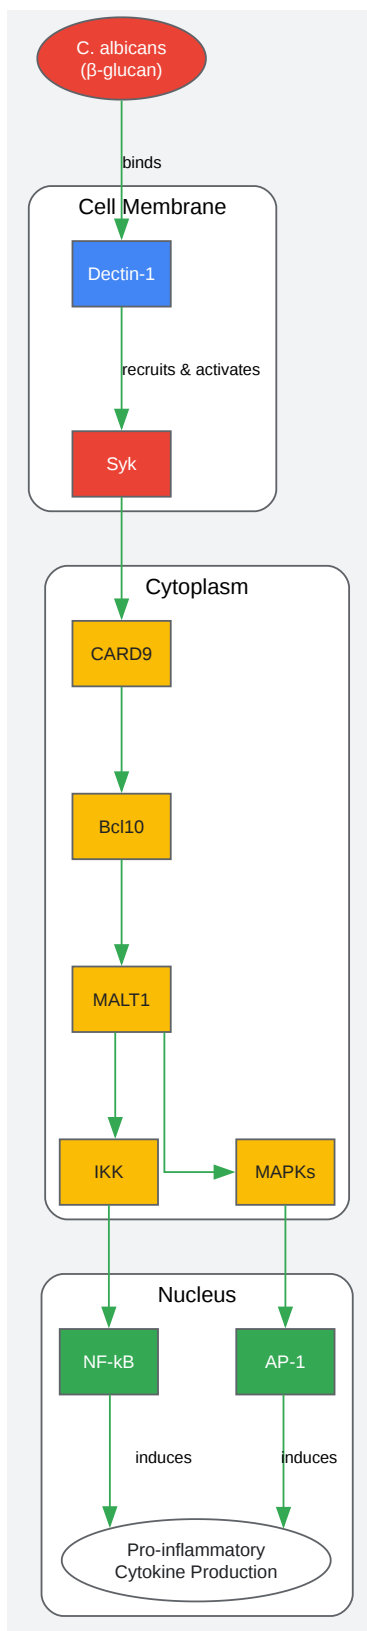 C. albicans
(β-glucan)
binds
Cell Membrane
Dectin-1
recruits & activates
Syk
Cytoplasm
CARD9
Bcl10
MALT1
IKK
MAPKs
Nucleus
NF-kB
AP-1
induces
induces
Pro-inflammatory
Cytokine Production